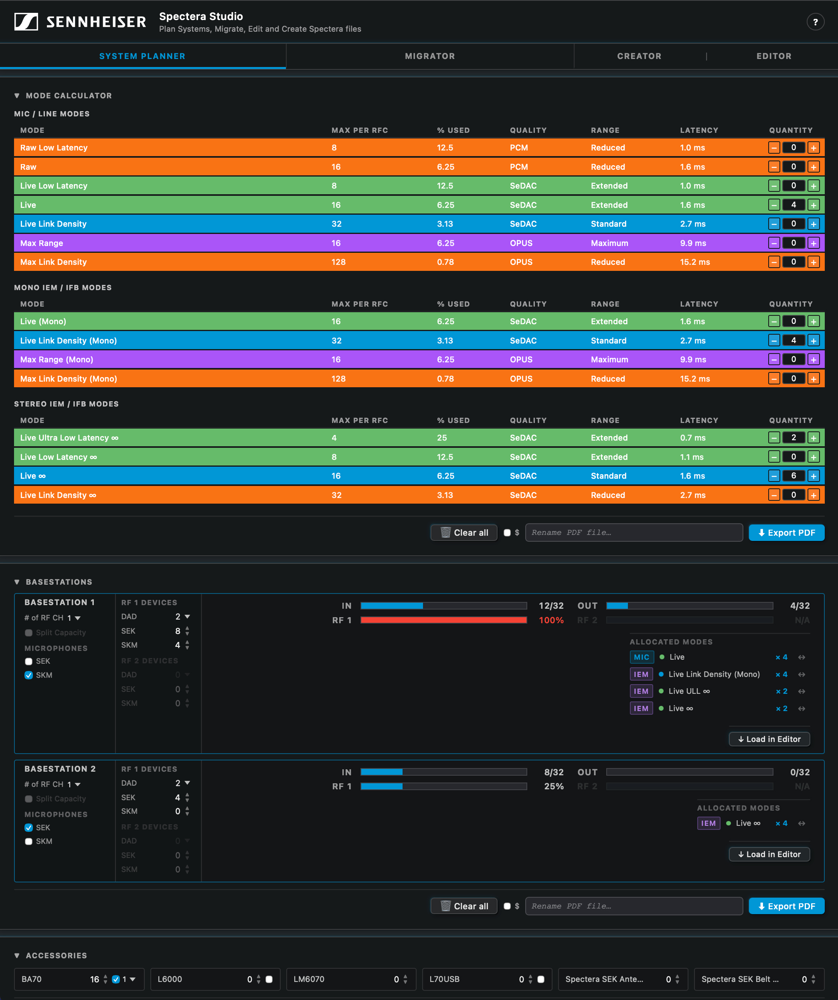 SENNHEISER
Spectera Studio
Plan Systems, Migrate, Edit and Create Spectera files
?
SYSTEM PLANNER MIGRATOR CREATOR | EDITOR
▼ MODE CALCULATOR
MIC / LINE MODES
MODE MAX PER RFC % USED QUALITY RANGE LATENCY QUANTITY
Raw Low Latency 8 12.5 PCM Reduced 1.0 ms − 0 +
Raw 16 6.25 PCM Reduced 1.6 ms − 0 +
Live Low Latency 8 12.5 SeDAC Extended 1.0 ms − 0 +
Live 16 6.25 SeDAC Extended 1.6 ms − 4 +
Live Link Density 32 3.13 SeDAC Standard 2.7 ms − 0 +
Max Range 16 6.25 OPUS Maximum 9.9 ms − 0 +
Max Link Density 128 0.78 OPUS Reduced 15.2 ms − 0 +
MONO IEM / IFB MODES
MODE MAX PER RFC % USED QUALITY RANGE LATENCY QUANTITY
Live (Mono) 16 6.25 SeDAC Extended 1.6 ms − 0 +
Live Link Density (Mono) 32 3.13 SeDAC Standard 2.7 ms − 4 +
Max Range (Mono) 16 6.25 OPUS Maximum 9.9 ms − 0 +
Max Link Density (Mono) 128 0.78 OPUS Reduced 15.2 ms − 0 +
STEREO IEM / IFB MODES
MODE MAX PER RFC % USED QUALITY RANGE LATENCY QUANTITY
Live Ultra Low Latency ∞ 4 25 SeDAC Extended 0.7 ms − 2 +
Live Low Latency ∞ 8 12.5 SeDAC Extended 1.1 ms − 0 +
Live ∞ 16 6.25 SeDAC Standard 1.6 ms − 6 +
Live Link Density ∞ 32 3.13 SeDAC Reduced 2.7 ms − 0 +
Clear all $ Rename PDF file… Export PDF
▼ BASESTATIONS
BASESTATION 1
# of RF CH 1
Split Capacity
MICROPHONES
SEK
SKM
RF 1 DEVICES
DAD 2
SEK 8
SKM 4
RF 2 DEVICES
DAD 0
SEK 0
SKM 0
IN 12/32 OUT 4/32
RF 1 100% RF 2 N/A
ALLOCATED MODES
MIC Live × 4 ↔
IEM Live Link Density (Mono) × 4 ↔
IEM Live ULL ∞ × 2 ↔
IEM Live ∞ × 2 ↔
↓ Load in Editor
BASESTATION 2
# of RF CH 1
Split Capacity
MICROPHONES
SEK
SKM
RF 1 DEVICES
DAD 2
SEK 4
SKM 0
RF 2 DEVICES
DAD 0
SEK 0
SKM 0
IN 8/32 OUT 0/32
RF 1 25% RF 2 N/A
ALLOCATED MODES
IEM Live ∞ × 4 ↔
↓ Load in Editor
Clear all $ Rename PDF file… Export PDF
▼ ACCESSORIES
BA70 16 1 L6000 0 LM6070 0 L70USB 0 Spectera SEK Ante... 0 Spectera SEK Belt ... 0